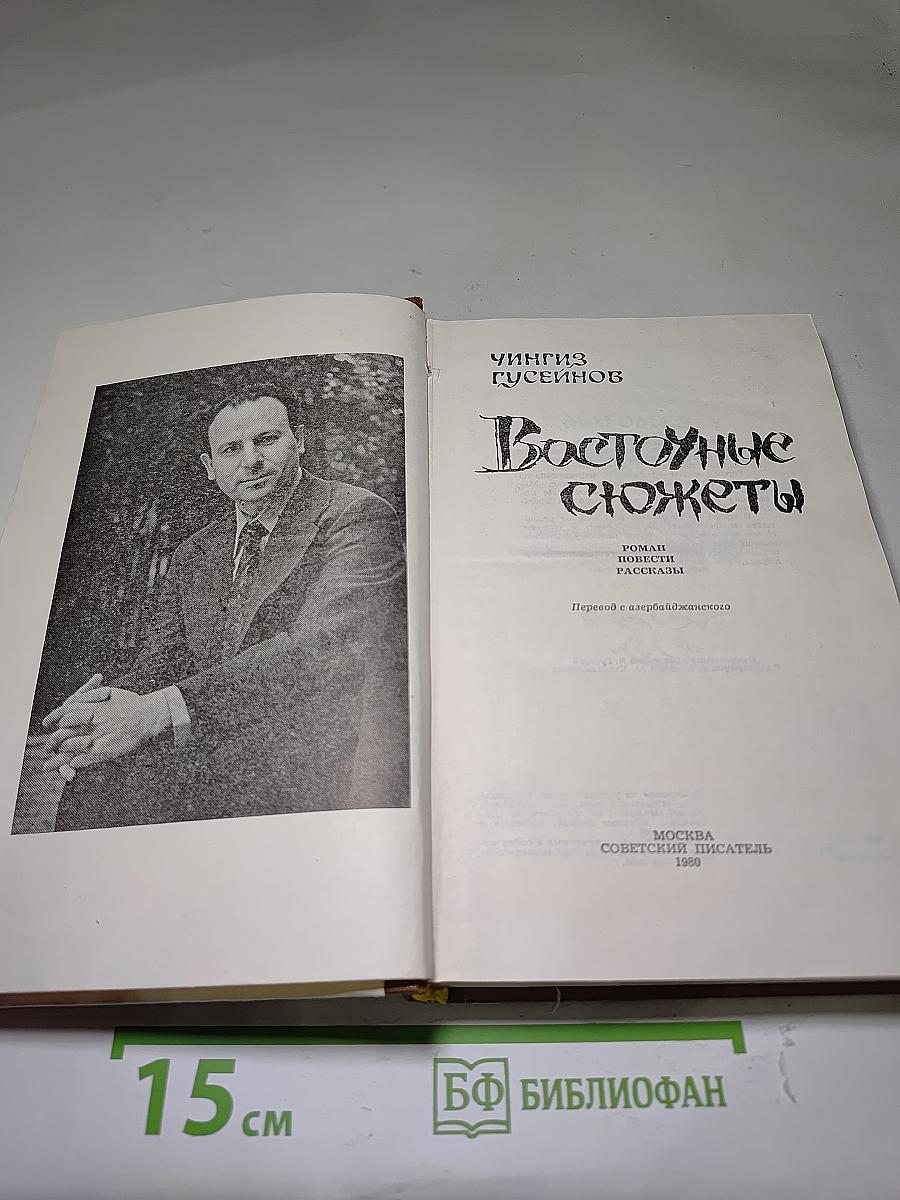 ЧИНГИЗ
ГУСЕЙНОВ
Восточные
сюжеты
РОМАН
ПОВЕСТИ
РАССКАЗЫ
Перевод с азербайджанского
МОСКВА
СОВЕТСКИЙ ПИСАТЕЛЬ
1980
15 см
БФ БИБЛИОФАН